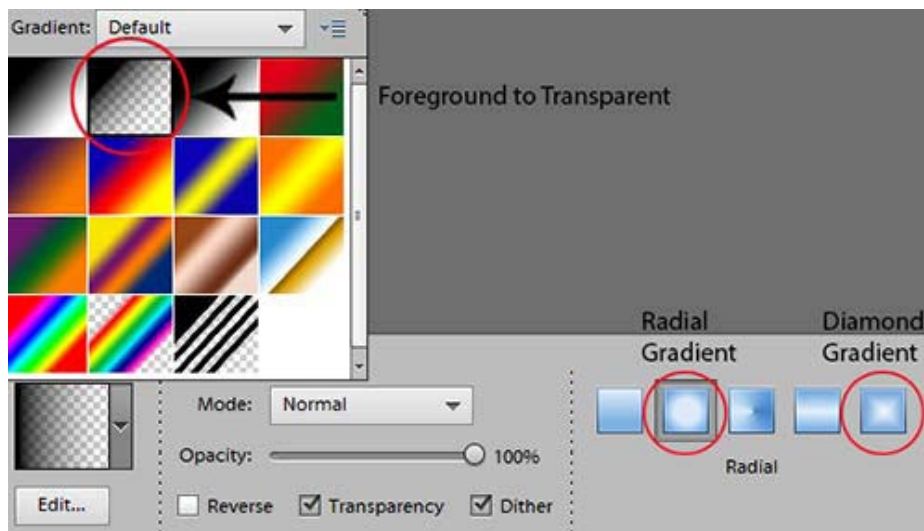 Gradient: Default
Foreground to Transparent
Radial Gradient
Diamond Gradient
Mode: Normal
Opacity: 100%
Radial
Edit...
Reverse Transparency Dither